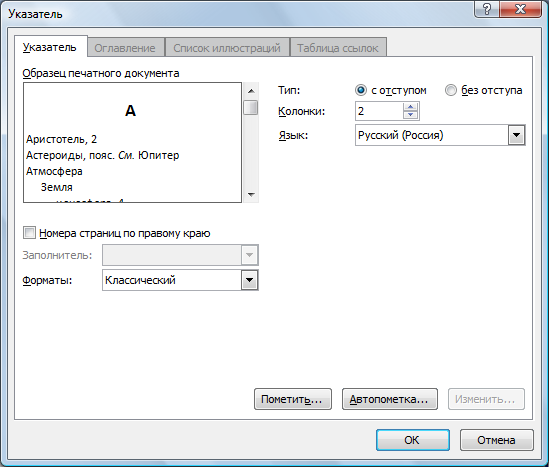 Указатель
Указатель Оглавление Список иллюстраций Таблица ссылок
Образец печатного документа
А
Аристотель, 2
Астероиды, пояс. См. Юпитер
Атмосфера
Земля
Тип: с отступом без отступа
Колонки: 2
Язык: Русский (Россия)
Номера страниц по правому краю
Заполнитель:
Форматы: Классический
Пометить... Автопометка... Изменить...
ОК Отмена